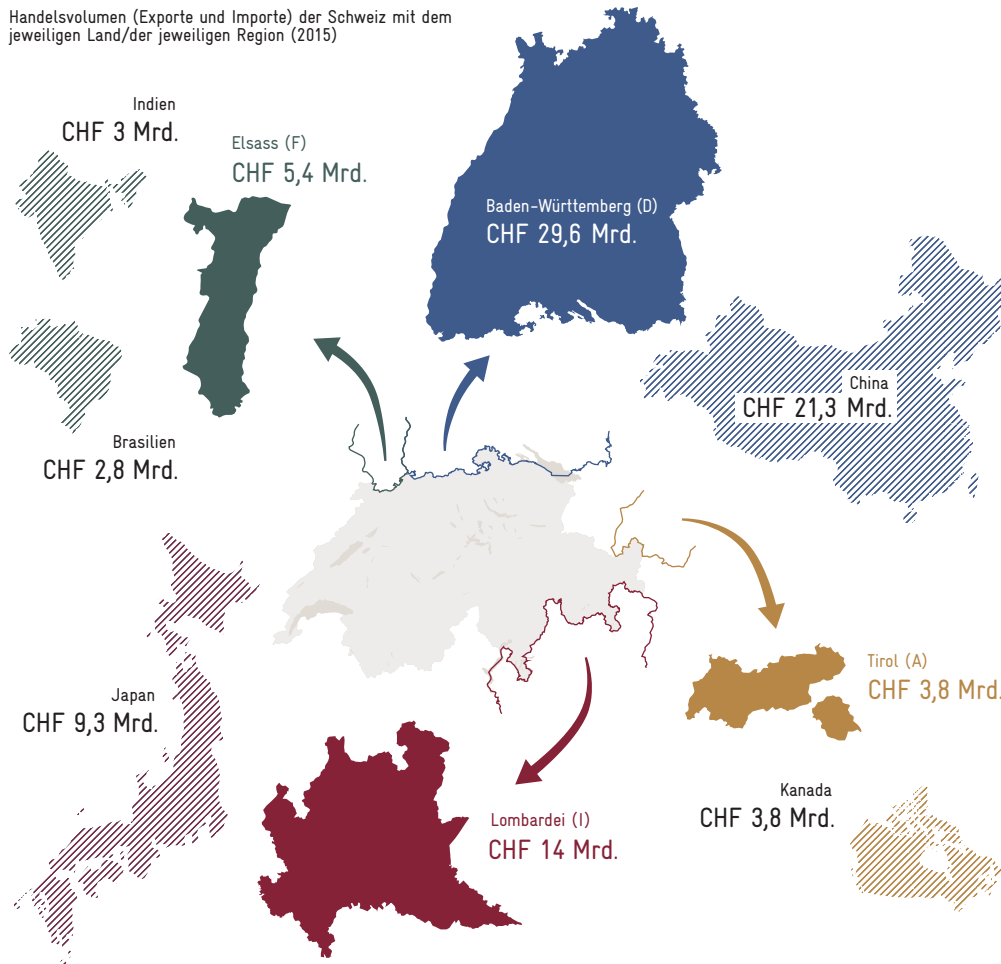 Handelsvolumen (Exporte und Importe) der Schweiz mit dem
jeweiligen Land/der jeweiligen Region (2015)
Indien
CHF 3 Mrd.
Elsass (F)
CHF 5,4 Mrd.
Baden-Württemberg (D)
CHF 29,6 Mrd.
China
CHF 21,3 Mrd.
Brasilien
CHF 2,8 Mrd.
Japan
CHF 9,3 Mrd.
Tirol (A)
CHF 3,8 Mrd.
Kanada
CHF 3,8 Mrd.
Lombardei (I)
CHF 14 Mrd.